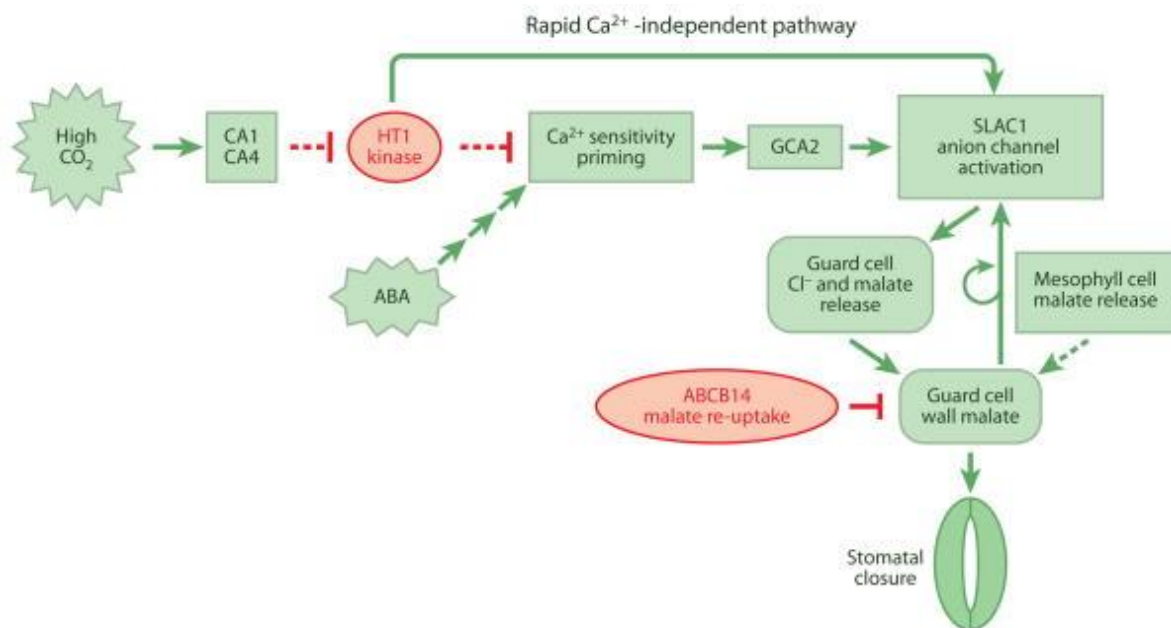 Rapid Ca²⁺ -independent pathway
High
CO₂
CA1
CA4
HT1
kinase
Ca²⁺ sensitivity
priming
GCA2
SLAC1
anion channel
activation
ABA
Guard cell
Cl⁻ and malate
release
Mesophyll cell
malate release
ABCB14
malate re-uptake
Guard cell
wall malate
Stomatal
closure